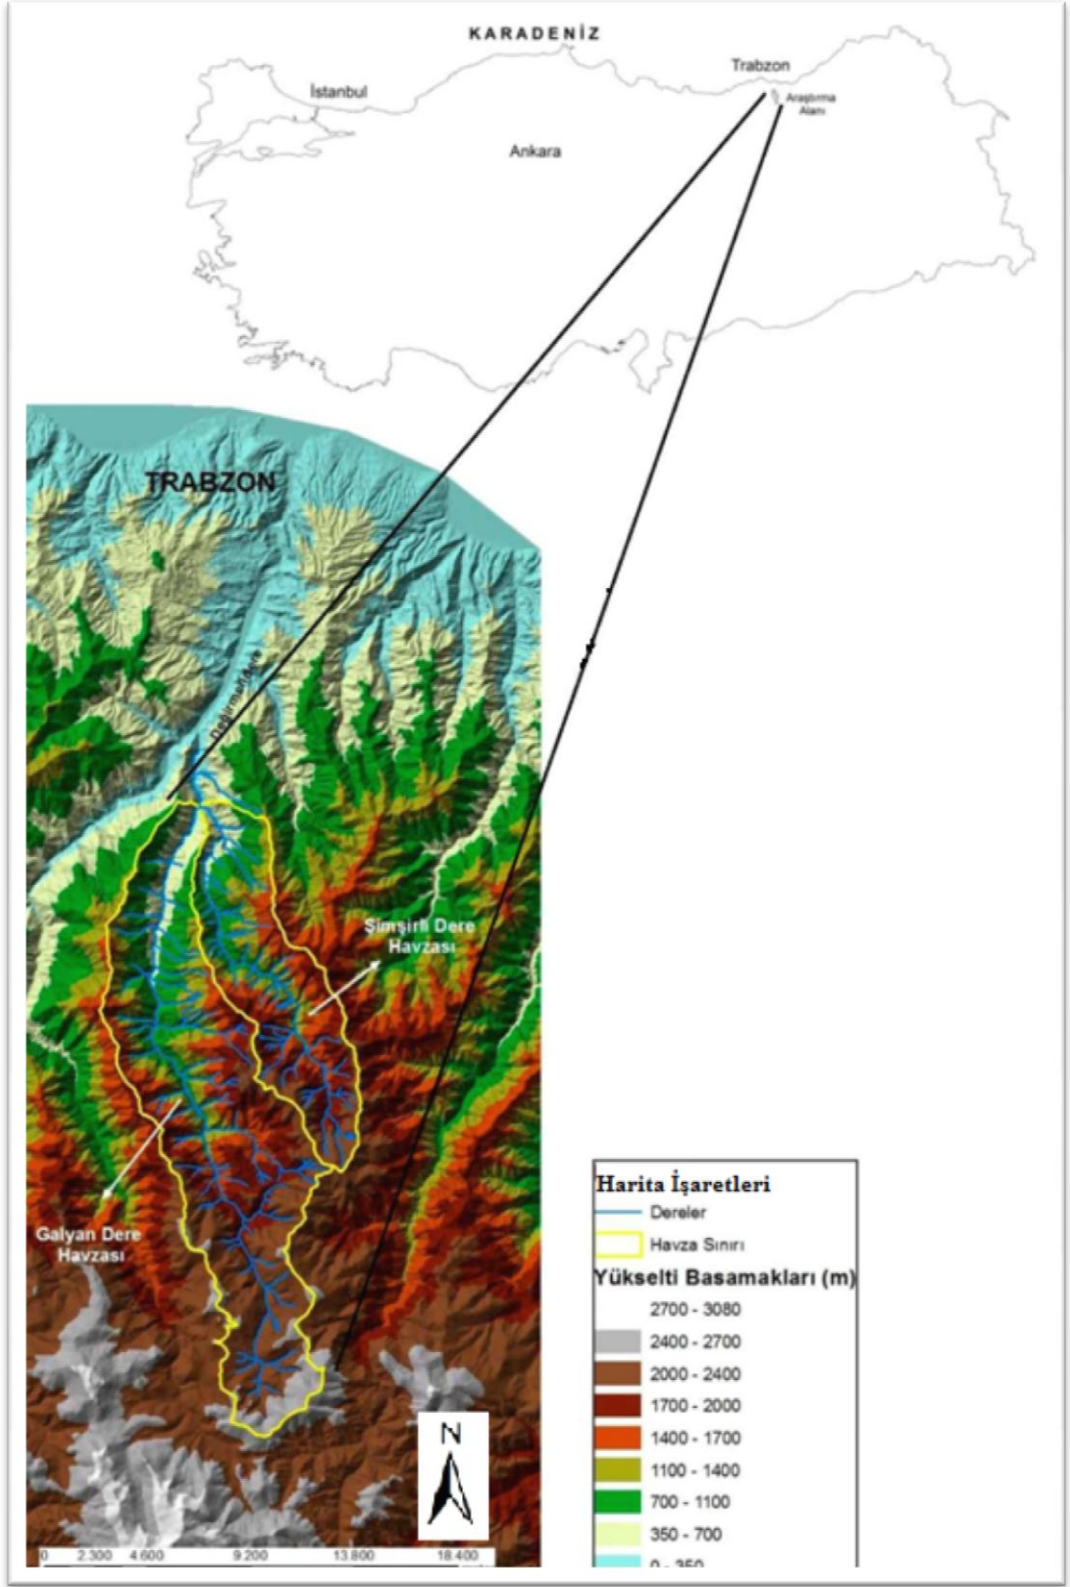 KARADENİZ
Trabzon
İstanbul
Araştırma
Alanı
Ankara
TRABZON
Değirmendere
Şimşirli Dere
Havzası
Galyan Dere
Havzası
Harita İşaretleri
Dereler
Havza Sınırı
Yükselti Basamakları (m)
2700 - 3080
2400 - 2700
2000 - 2400
1700 - 2000
1400 - 1700
1100 - 1400
700 - 1100
350 - 700
0 - 350
N
0 2.300 4.600 9.200 13.800 18.400